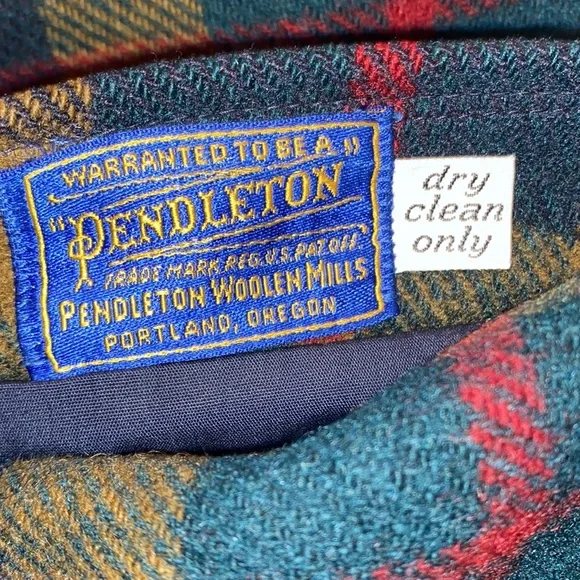 WARRANTED TO BE A"
"PENDLETON
TRADE MARK REG. U.S. PAT OFF.
PENDLETON WOOLEN MILLS
PORTLAND, OREGON
dry
clean
only